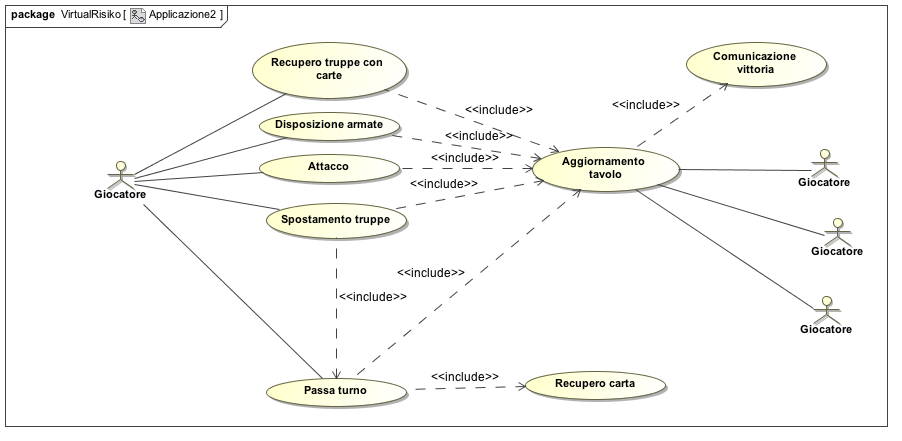 package VirtualRisiko [ Applicazione2 ]
Recupero truppe con
carte
Comunicazione
vittoria
<<include>>
<<include>>
Disposizione armate
<<include>>
Attacco
<<include>>
Aggiornamento
tavolo
<<include>>
Giocatore
Giocatore
Spostamento truppe
Giocatore
<<include>>
<<include>>
Giocatore
Passa turno
<<include>>
Recupero carta